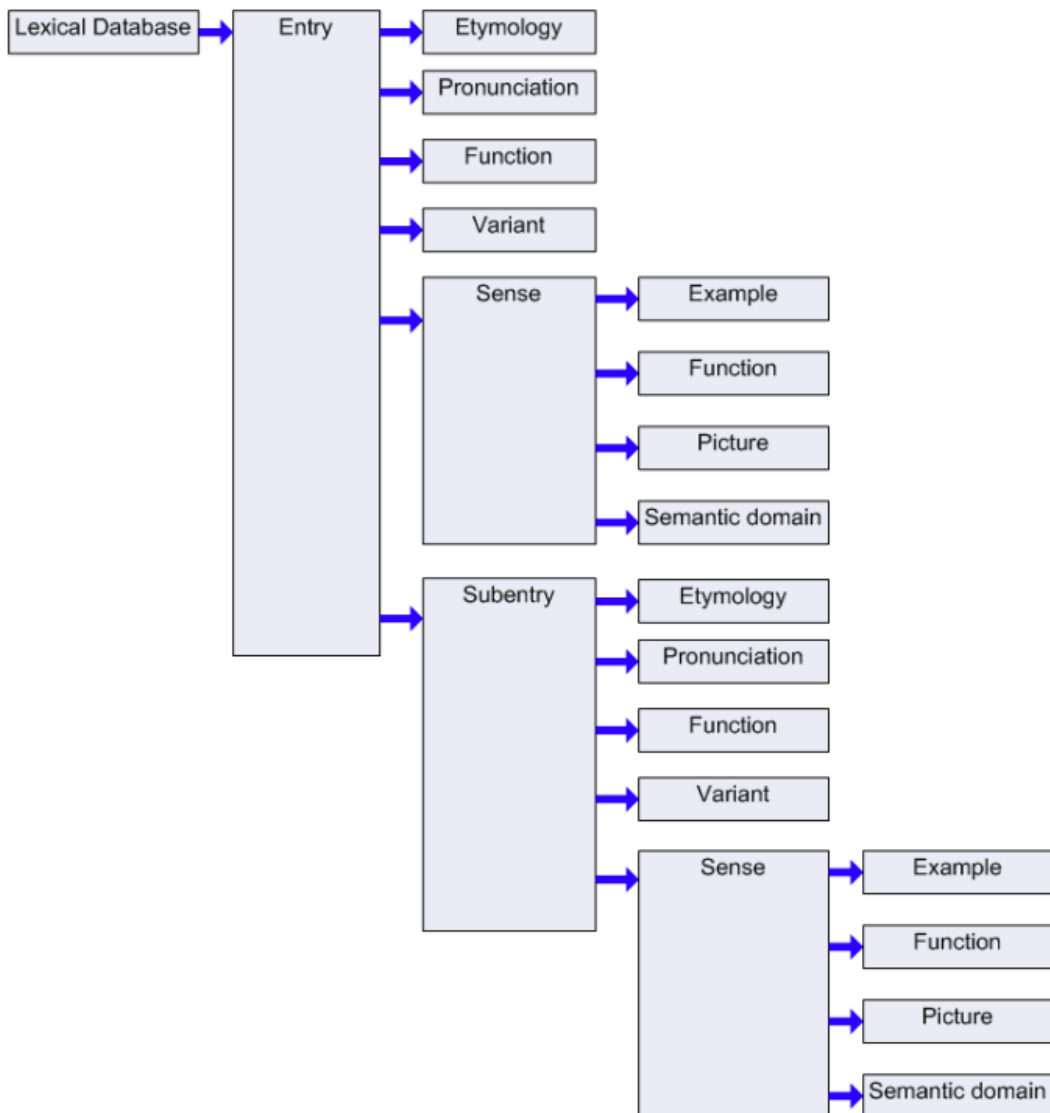 Lexical Database
Entry
Etymology
Pronunciation
Function
Variant
Sense
Example
Function
Picture
Semantic domain
Subentry
Etymology
Pronunciation
Function
Variant
Sense
Example
Function
Picture
Semantic domain